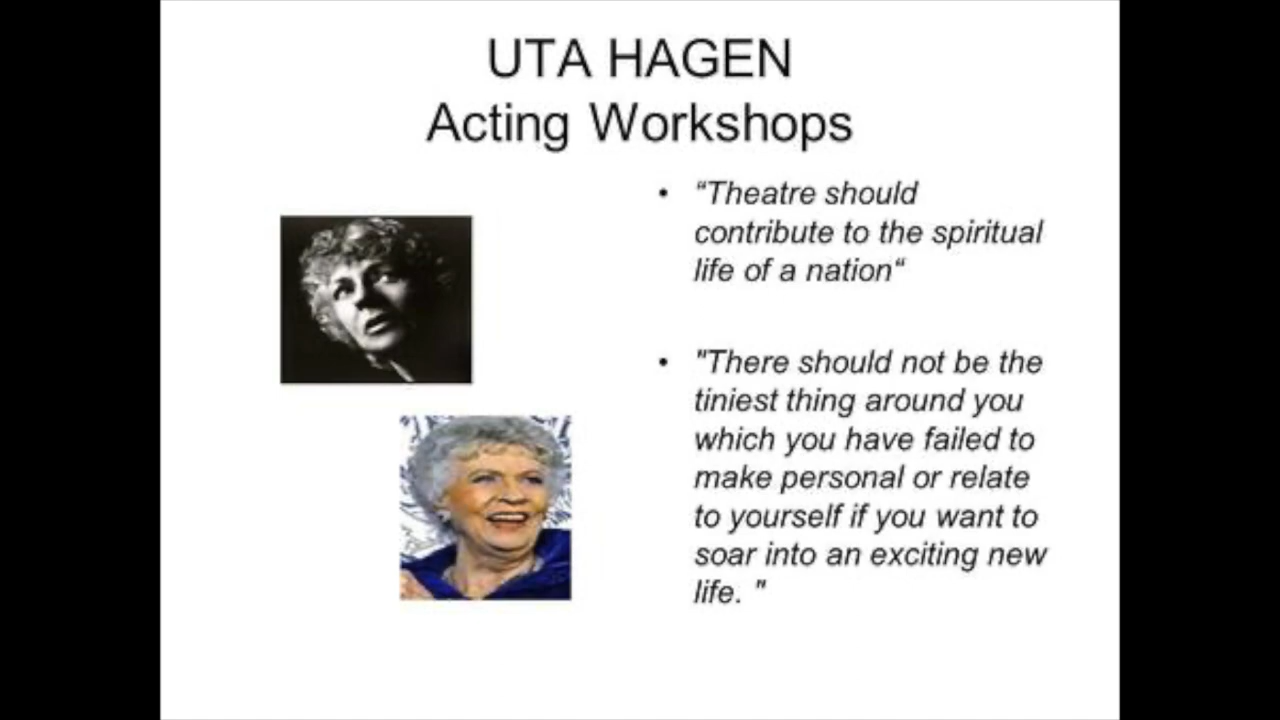 UTA HAGEN
Acting Workshops
• “Theatre should
contribute to the spiritual
life of a nation“
• "There should not be the
tiniest thing around you
which you have failed to
make personal or relate
to yourself if you want to
soar into an exciting new
life. "